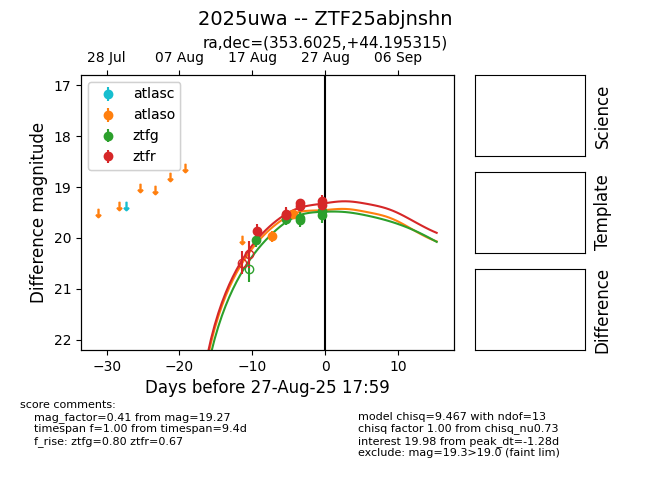 2025uwa -- ZTF25abjnshn
ra,dec=(353.6025,+44.195315)
28 Jul 07 Aug 17 Aug 27 Aug 06 Sep
17
18
19
20
21
22
Difference magnitude
atlasc
atlaso
ztfg
ztfr
−30 −20 −10 0 10
Days before 27-Aug-25 17:59
Science
Template
Difference
score comments:
mag_factor=0.41 from mag=19.27
timespan f=1.00 from timespan=9.4d
f_rise: ztfg=0.80 ztfr=0.67
model chisq=9.467 with ndof=13
chisq factor 1.00 from chisq_nu0.73
interest 19.98 from peak_dt=-1.28d
exclude: mag=19.3>19.0 (faint lim)